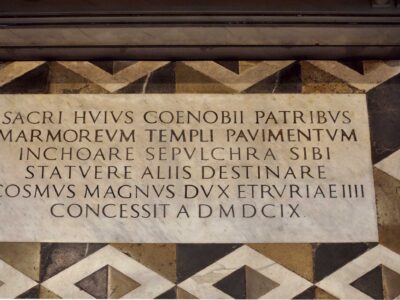 SACRI HVIVS COENOBII PATRIBVS
MARMOREVM TEMPLI PAVIMENTVM
INCHOARE SEPVLCHRA SIBI
STATVERE ALIIS DESTINARE
COSMVS MAGNVS DVX ETRVRIAE IIII
CONCESSIT A D M D C IX.